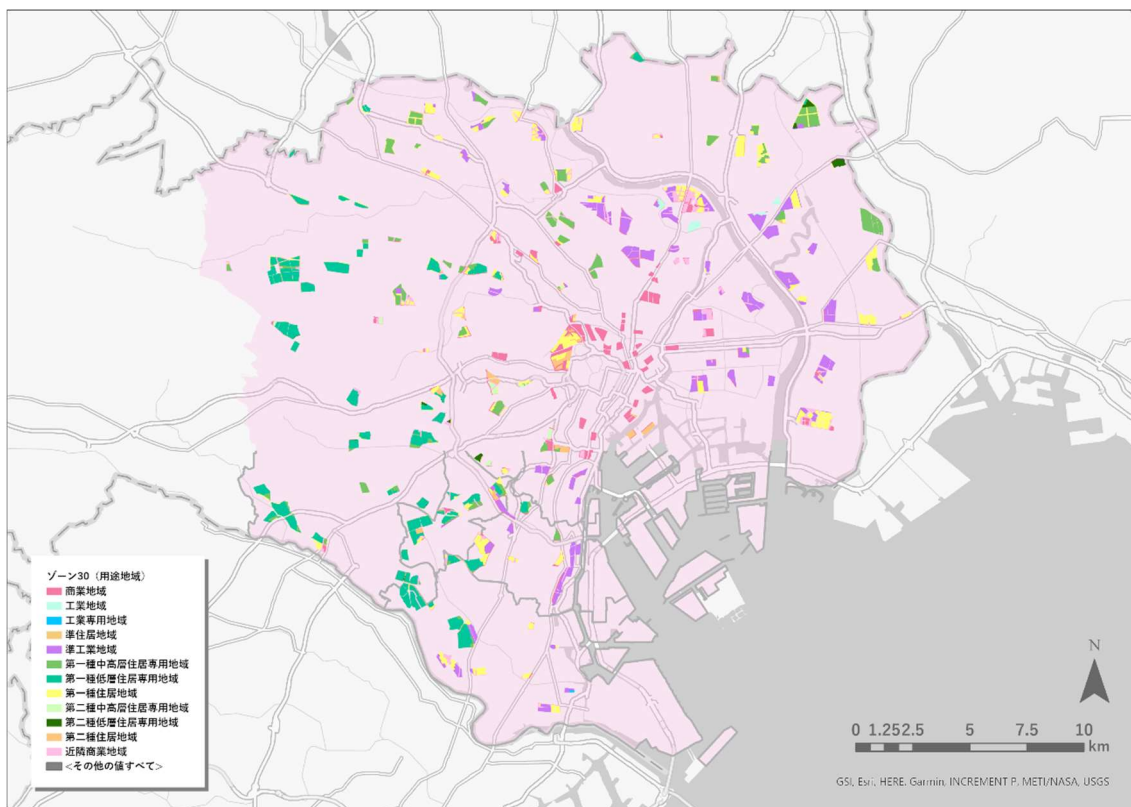 ゾーン30（用途地域）
商業地域
工業地域
工業専用地域
準住居地域
準工業地域
第一種中高層住居専用地域
第一種低層住居専用地域
第一種住居地域
第二種中高層住居専用地域
第二種低層住居専用地域
第二種住居地域
近隣商業地域
<その他の値すべて>
N
0 1.25 2.5 5 7.5 10
km
GSI, Esri, HERE, Garmin, INCREMENT P, METI/NASA, USGS